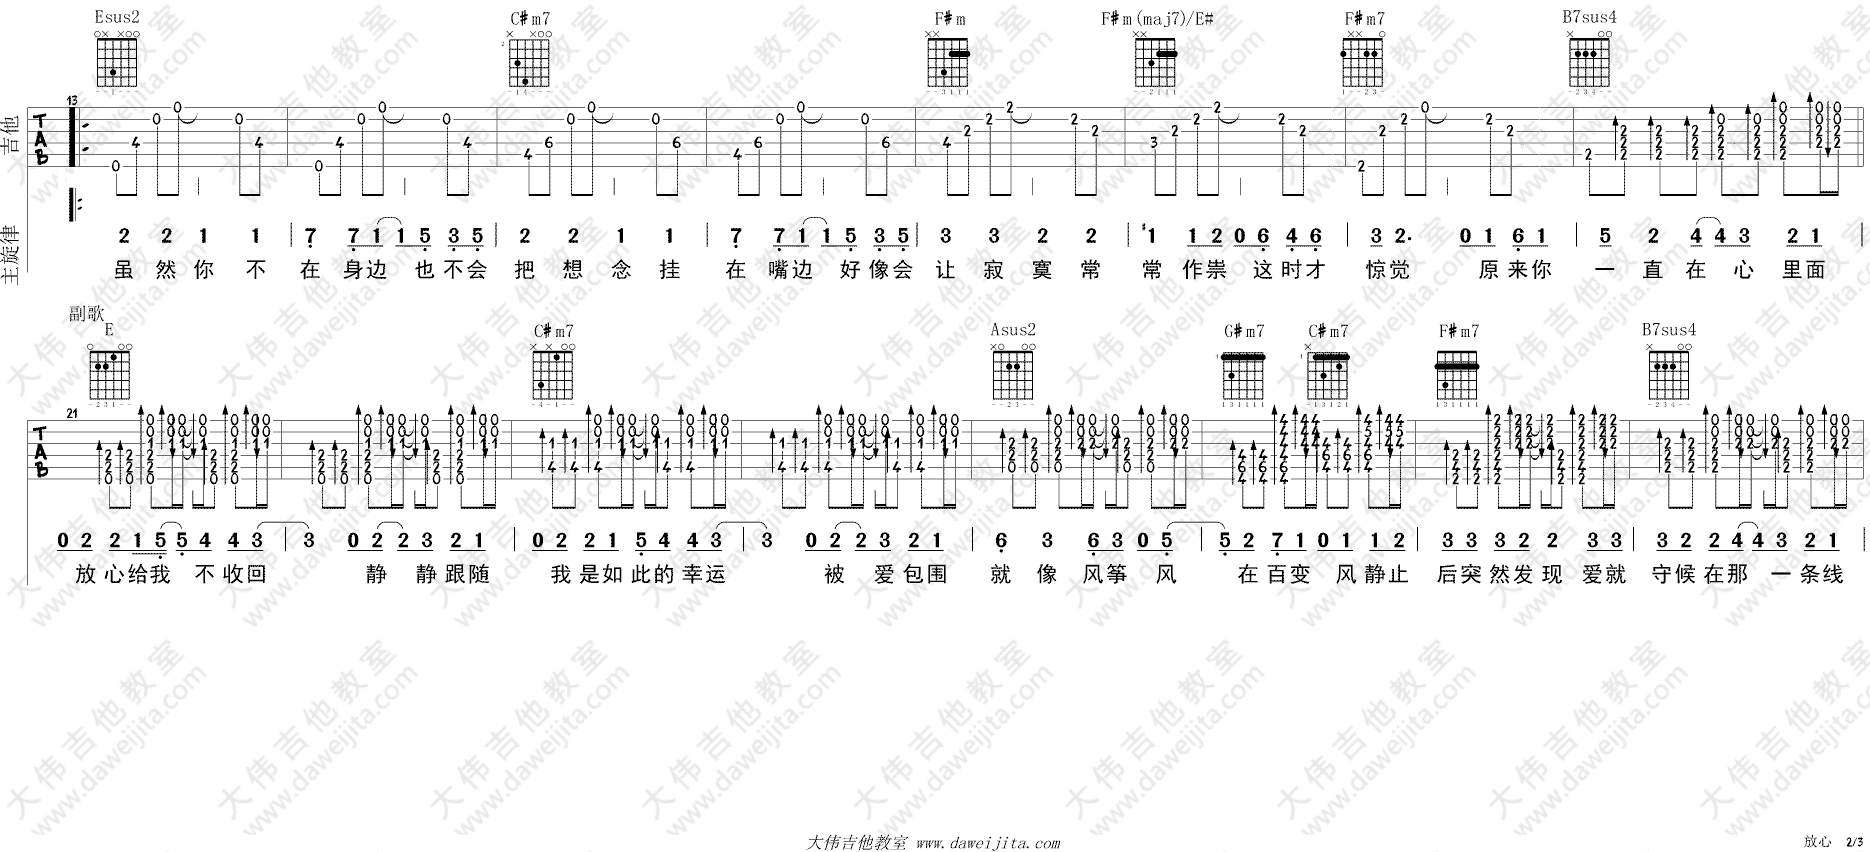 Esus2 C#m7 F#m F#m(maj7)/E# F#m7 B7sus4
13
吉他
TAB
主旋律
2 2 1 1 | 7 7 1 1 5 3 5 | 2 2 1 1 | 7 7 1 1 5 3 5 | 3 3 2 2 | #1 1 2 0 6 4 6 | 3 2. 0 1 6 1 | 5 2 4 4 3 2 1 |
虽然你不在身边也不会把想念挂在嘴边好像会让寂寞常常作祟这时才惊觉 原来你一直在心里面
副歌
E C#m7 Asus2 G#m7 C#m7 F#m7 B7sus4
21
TAB
0 2 2 1 5 5 4 4 3 | 3 0 2 2 3 2 1 | 0 2 2 1 5 4 4 3 | 3 0 2 2 3 2 1 | 6 3 6 3 0 5 | 5 2 7 1 0 1 1 2 | 3 3 3 2 2 3 3 | 3 2 2 4 4 3 2 1 |
放心给我不收回 静静跟随 我是如此的幸运 被爱包围 就像风筝风 在百变风静止后突然发现爱就守候在那一条线
大伟吉他教室 www.daweijita.com
放心 2/3